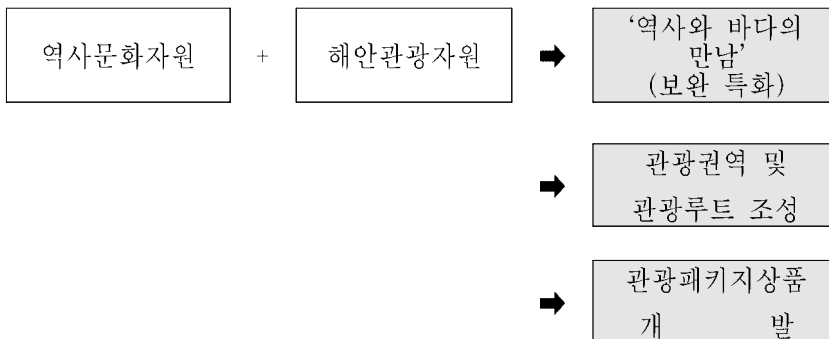 역사문화자원 + 해안관광자원
‘역사와 바다의
만남’
(보완 특화)
관광권역 및
관광루트 조성
관광패키지상품
개 발